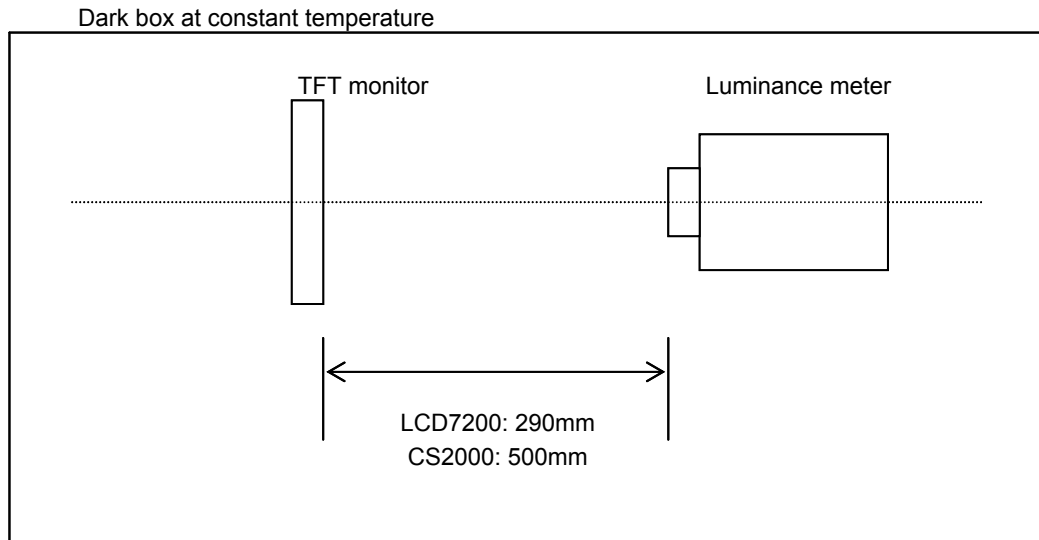 Dark box at constant temperature
TFT monitor
Luminance meter
LCD7200: 290mm
CS2000: 500mm